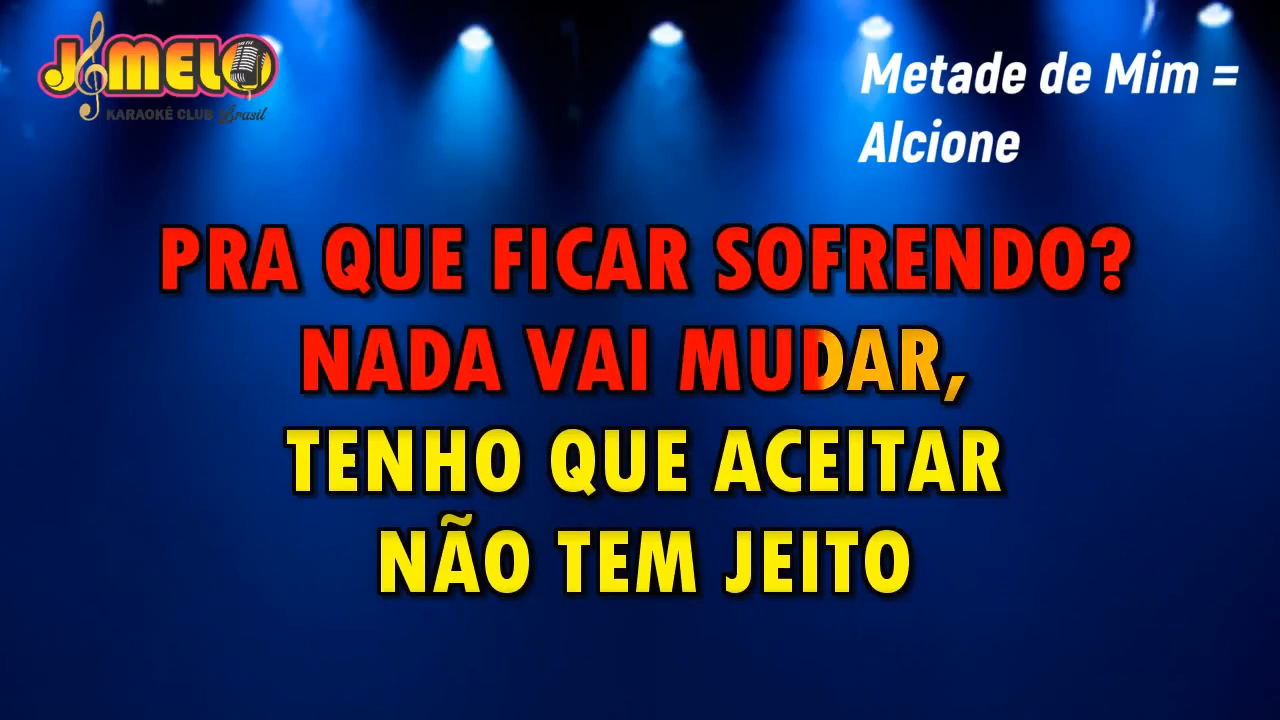 J MELO
KARAOKÊ CLUB Brasil
Metade de Mim =
Alcione
PRA QUE FICAR SOFRENDO?
NADA VAI MUDAR,
TENHO QUE ACEITAR
NÃO TEM JEITO